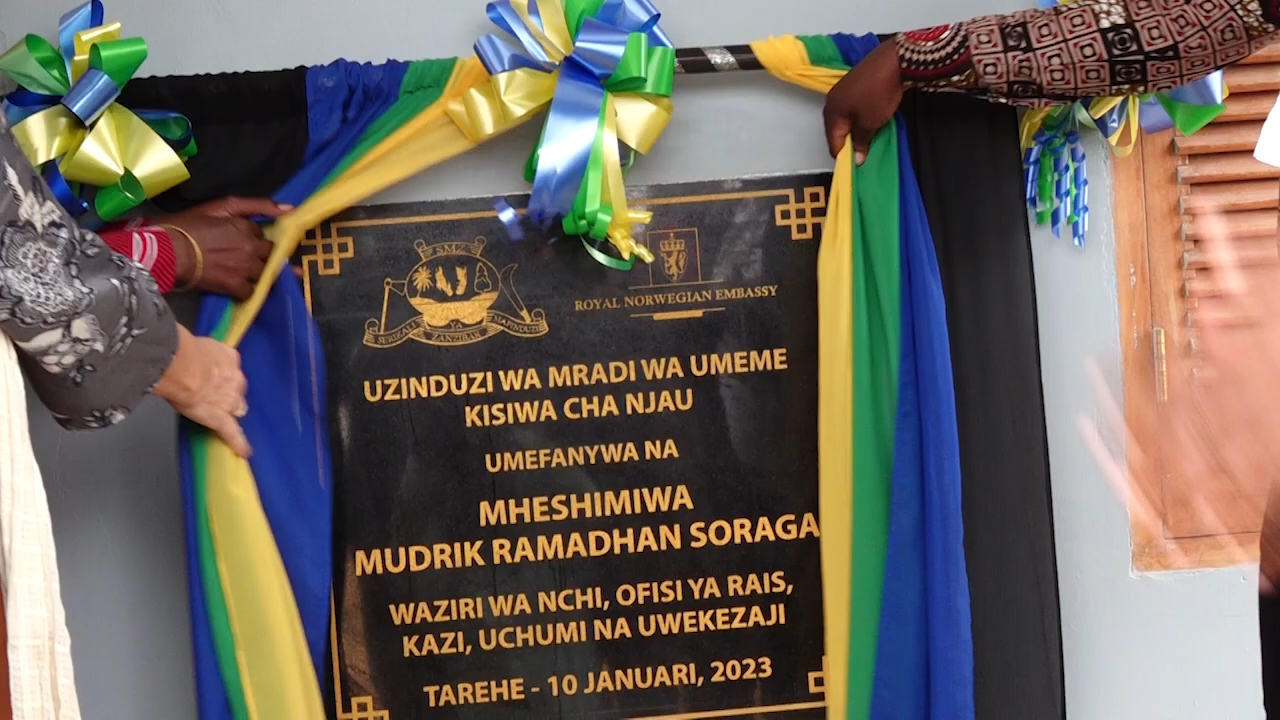 SMZ
SERIKALI YA MAPINDUZI
ZANZIBAR
ROYAL NORWEGIAN EMBASSY
UZINDUZI WA MRADI WA UMEME
KISIWA CHA NJAU
UMEFANYWA NA
MHESHIMIWA
MUDRIK RAMADHAN SORAGA
WAZIRI WA NCHI, OFISI YA RAIS,
KAZI, UCHUMI NA UWEKEZAJI
TAREHE - 10 JANUARI, 2023